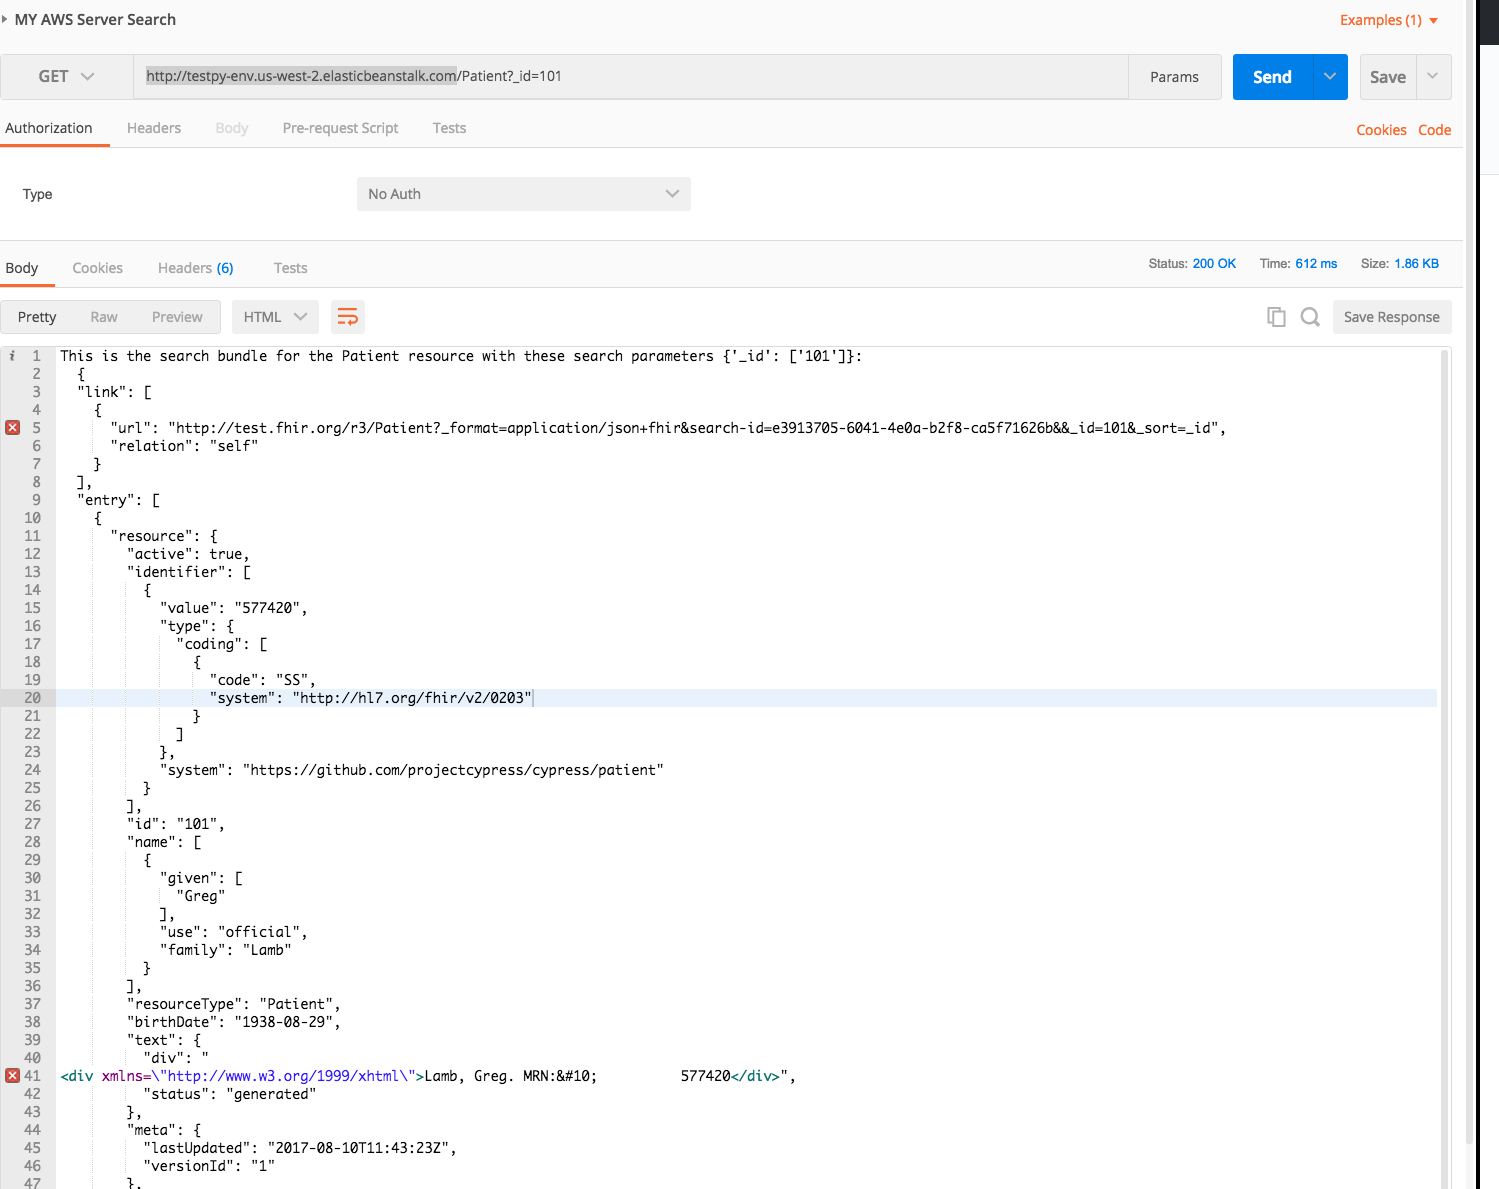 MY AWS Server Search
Examples (1)
GET
http://testpy-env.us-west-2.elasticbeanstalk.com/Patient?_id=101
Params
Send
Save
Authorization
Headers
Body
Pre-request Script
Tests
Cookies
Code
Type
No Auth
Body
Cookies
Headers (6)
Tests
Status: 200 OK
Time: 612 ms
Size: 1.86 KB
Pretty
Raw
Preview
HTML
Save Response
i 1 This is the search bundle for the Patient resource with these search parameters {'_id': ['101']}:
2 {
3 "link": [
4 {
5 "url": "http://test.fhir.org/r3/Patient?_format=application/json+fhir&search-id=e3913705-6041-4e0a-b2f8-ca5f71626b&&_id=101&_sort=_id",
6 "relation": "self"
7 }
8 ],
9 "entry": [
10 {
11 "resource": {
12 "active": true,
13 "identifier": [
14 {
15 "value": "577420",
16 "type": {
17 "coding": [
18 {
19 "code": "SS",
20 "system": "http://hl7.org/fhir/v2/0203"
21 }
22 ]
23 },
24 "system": "https://github.com/projectcypress/cypress/patient"
25 }
26 ],
27 "id": "101",
28 "name": [
29 {
30 "given": [
31 "Greg"
32 ],
33 "use": "official",
34 "family": "Lamb"
35 }
36 ],
37 "resourceType": "Patient",
38 "birthDate": "1938-08-29",
39 "text": {
40 "div": "
41 <div xmlns=\"http://www.w3.org/1999/xhtml\">Lamb, Greg. MRN:&#10;          577420</div>",
42 "status": "generated"
43 },
44 "meta": {
45 "lastUpdated": "2017-08-10T11:43:23Z",
46 "versionId": "1"
47 },